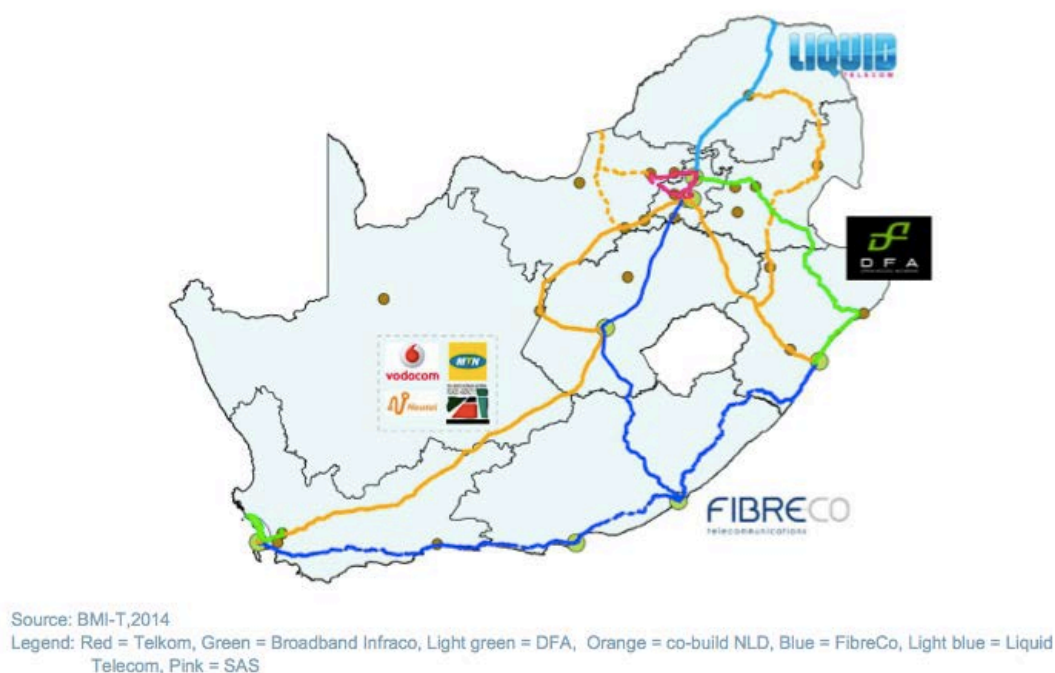 LIQUID
TELECOM
DFA
vodacom
MTN
Neotel
FIBRECO
telecommunications
Source: BMI-T,2014
Legend: Red = Telkom, Green = Broadband Infraco, Light green = DFA, Orange = co-build NLD, Blue = FibreCo, Light blue = Liquid
Telecom, Pink = SAS